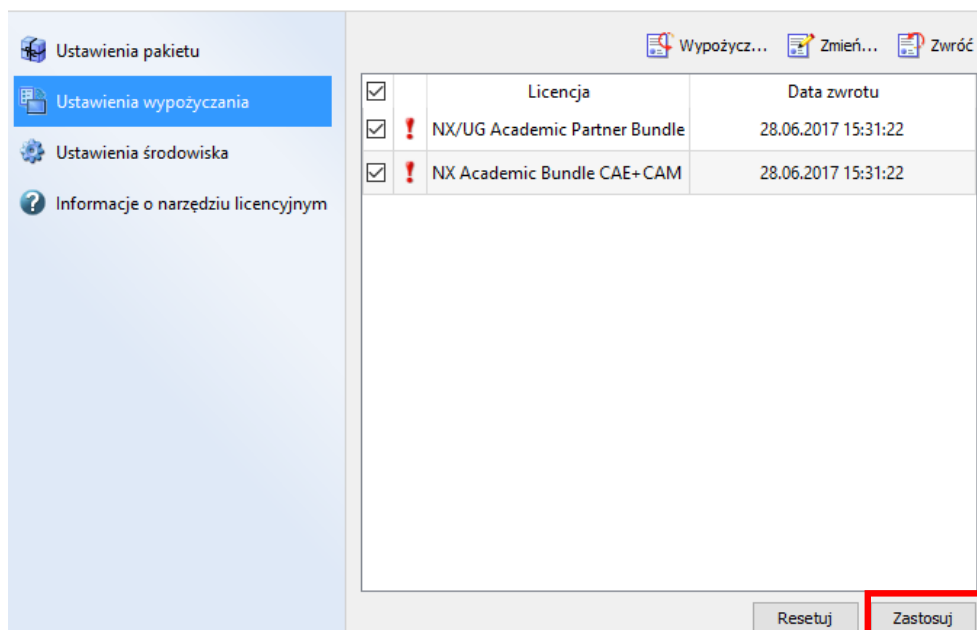 Ustawienia pakietu
Ustawienia wypożyczania
Ustawienia środowiska
Informacje o narzędziu licencyjnym
Wypożycz... Zmień... Zwróć
Licencja Data zwrotu
NX/UG Academic Partner Bundle 28.06.2017 15:31:22
NX Academic Bundle CAE+CAM 28.06.2017 15:31:22
Resetuj Zastosuj